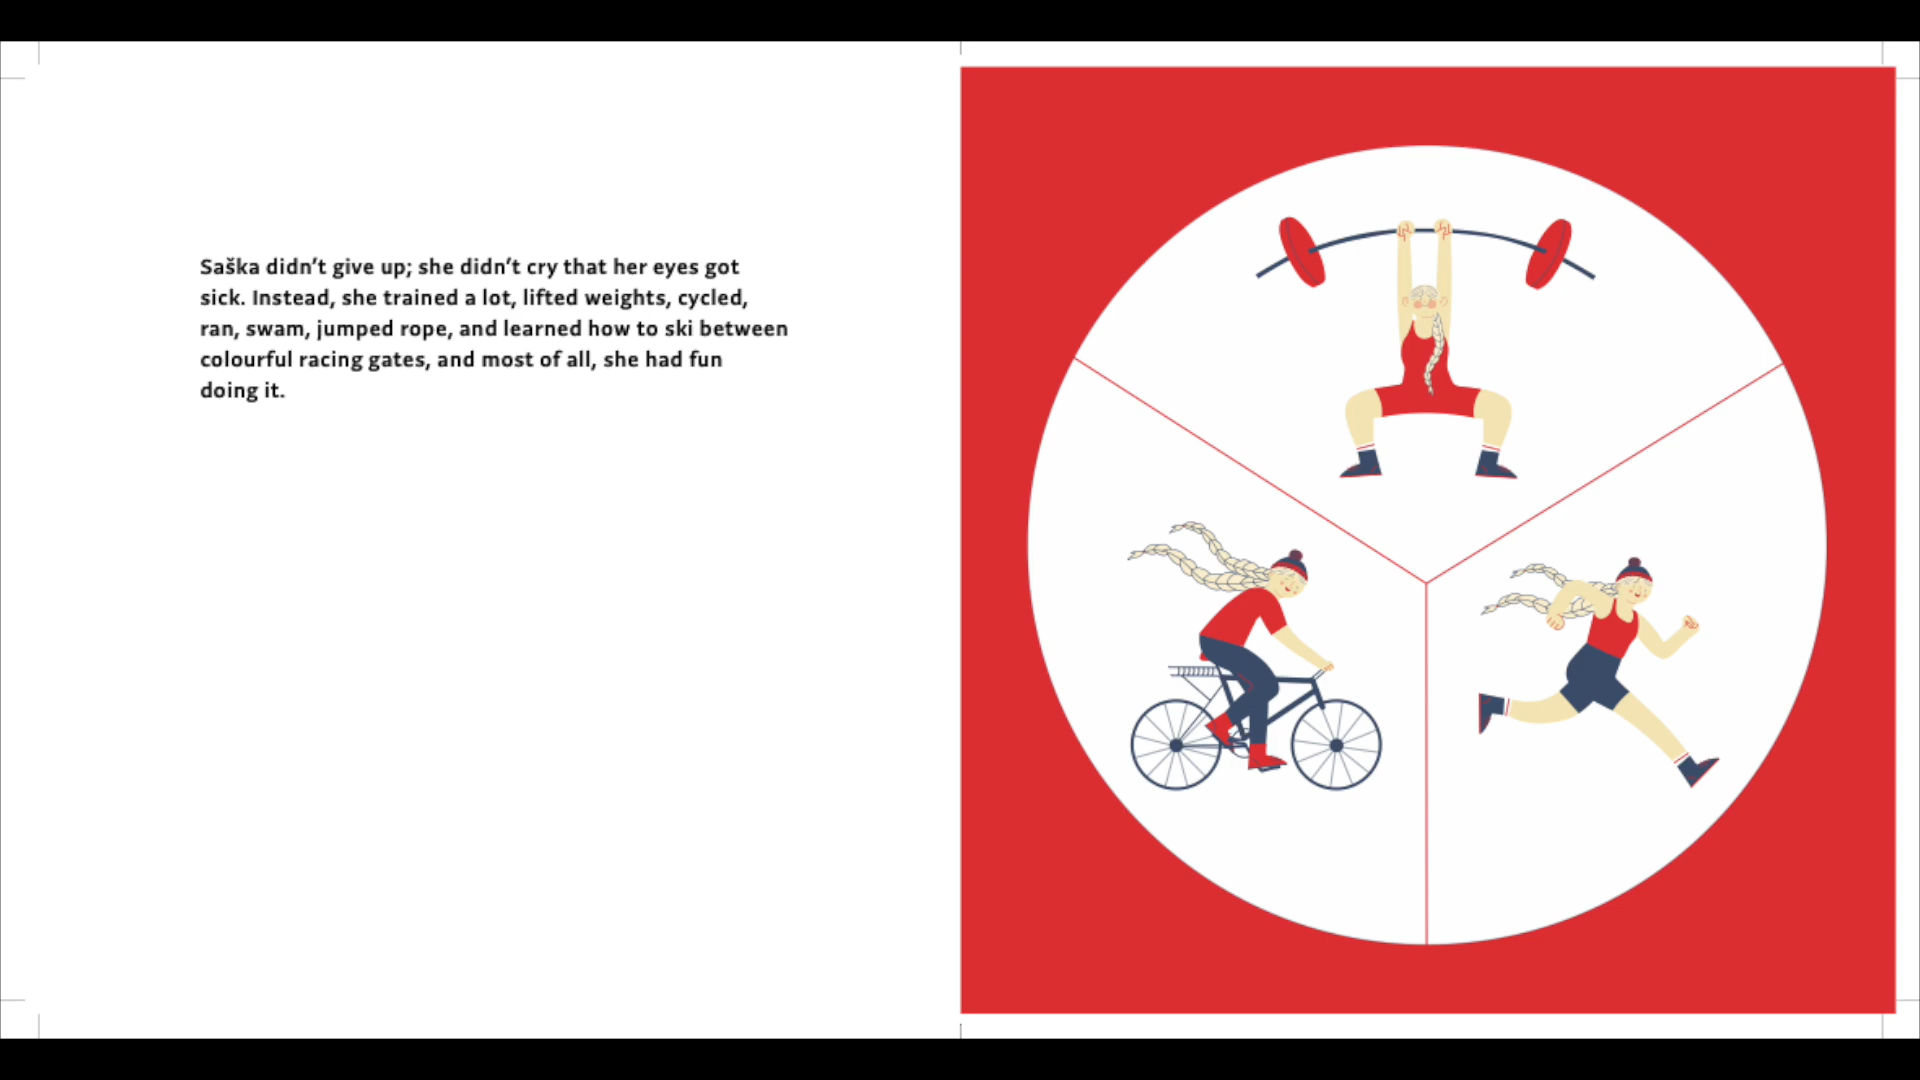 Saška didn’t give up; she didn’t cry that her eyes got
sick. Instead, she trained a lot, lifted weights, cycled,
ran, swam, jumped rope, and learned how to ski between
colourful racing gates, and most of all, she had fun
doing it.